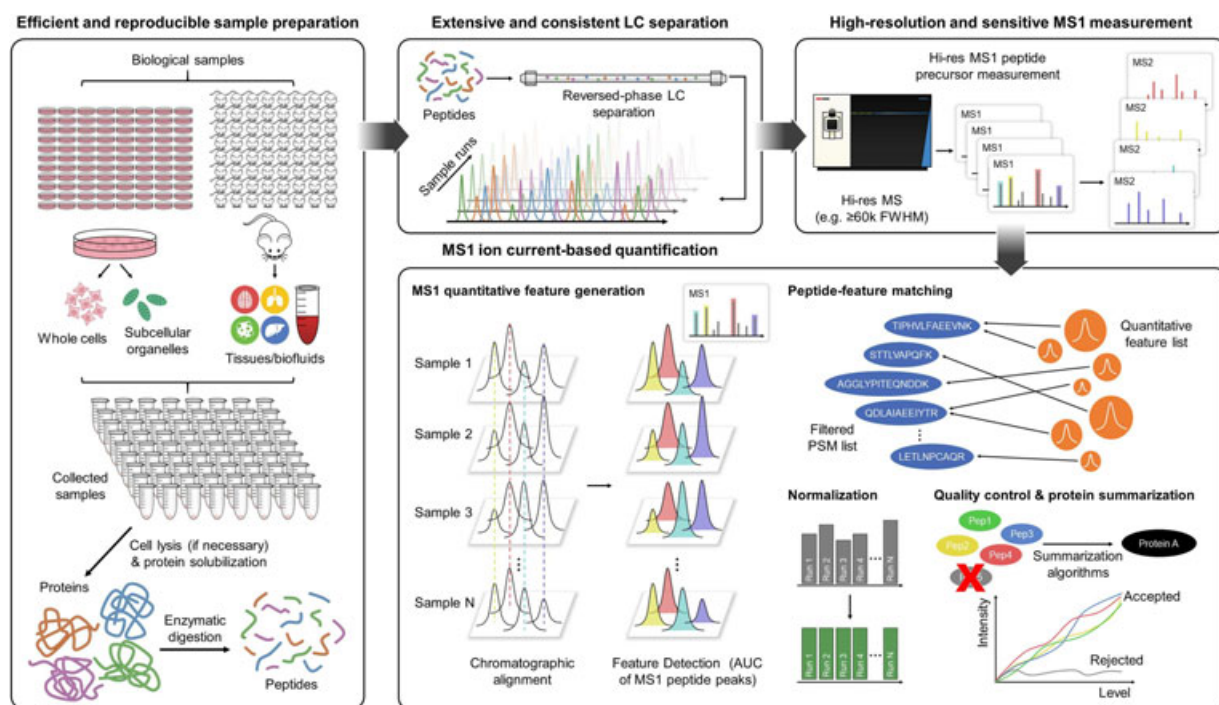 Efficient and reproducible sample preparation
Biological samples
Whole cells
Subcellular
organelles
Tissues/biofluids
Collected
samples
Cell lysis (if necessary)
& protein solubilization
Proteins
Enzymatic
digestion
Peptides
Extensive and consistent LC separation
Peptides
Reversed-phase LC
separation
Sample runs
High-resolution and sensitive MS1 measurement
Hi-res MS1 peptide
precursor measurement
Hi-res MS
(e.g. ≥60k FWHM)
MS1
MS1
MS1
MS1
MS2
MS2
MS2
MS2
MS1 ion current-based quantification
MS1 quantitative feature generation
MS1
Sample 1
Sample 2
Sample 3
Sample N
Chromatographic
alignment
Feature Detection (AUC
of MS1 peptide peaks)
Peptide-feature matching
TIPHVLFAEEVNK
STTLVAPQFK
AGGLYPITEQNDDK
QDLAIAEEIYTR
LETLNPCAQR
Quantitative
feature list
Filtered
PSM list
Normalization
Run 1
Run 2
Run 3
Run 4
Run N
Run 1
Run 2
Run 3
Run 4
Run N
Quality control & protein summarization
Pep1
Pep2
Pep3
Pep4
Summarization
algorithms
Protein A
Intensity
Accepted
Rejected
Level